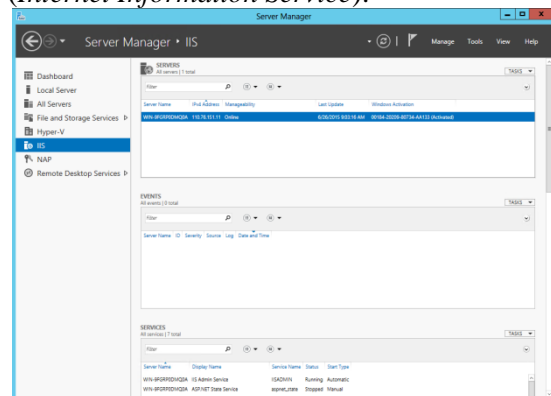 (Internet Information Service).
Server Manager
Server Manager • IIS
Manage Tools View Help
Dashboard
Local Server
All Servers
File and Storage Services
Hyper-V
IIS
NAP
Remote Desktop Services
SERVERS
All servers | 1 total
TASKS
Filter
Server Name IPv4 Address Manageability Last Update Windows Activation
EVENTS
All events | 0 total
TASKS
Filter
Server Name ID Severity Source Log Date and Time
SERVICES
All services | 7 total
TASKS
Filter
Server Name Display Name Service Name Status Start Type
IIS Admin Service IISADMIN Running Automatic
ASP.NET State Service aspnet_state Stopped Manual